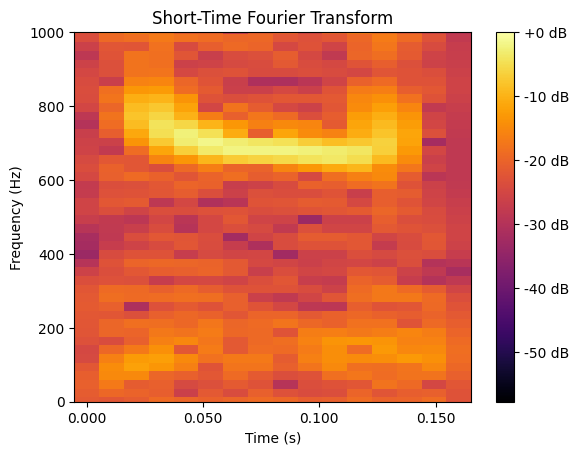 Short-Time Fourier Transform
1000
800
600
400
200
0
Frequency (Hz)
0.000
0.050
0.100
0.150
Time (s)
+0 dB
-10 dB
-20 dB
-30 dB
-40 dB
-50 dB